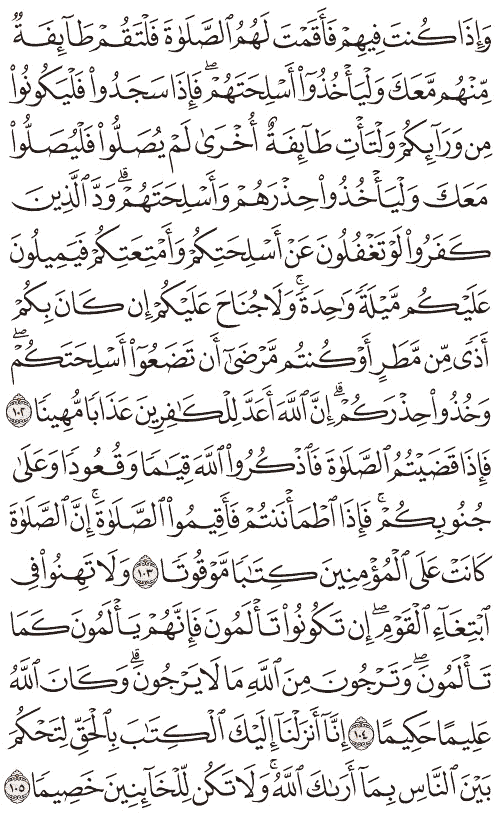 وَإِذَا كُنتَ فِيهِمْ فَأَقَمْتَ لَهُمُ ٱلصَّلَوٰةَ فَلْتَقُمْ طَآئِفَةٌ
مِّنْهُم مَّعَكَ وَلْيَأْخُذُوٓا۟ أَسْلِحَتَهُمْ ۖ فَإِذَا سَجَدُوا۟ فَلْيَكُونُوا۟
مِن وَرَآئِكُمْ وَلْتَأْتِ طَآئِفَةٌ أُخْرَىٰ لَمْ يُصَلُّوا۟ فَلْيُصَلُّوا۟
مَعَكَ وَلْيَأْخُذُوا۟ حِذْرَهُمْ وَأَسْلِحَتَهُمْ ۗ وَدَّ ٱلَّذِينَ
كَفَرُوا۟ لَوْ تَغْفُلُونَ عَنْ أَسْلِحَتِكُمْ وَأَمْتِعَتِكُمْ فَيَمِيلُونَ
عَلَيْكُم مَّيْلَةً وَٰحِدَةً ۚ وَلَا جُنَاحَ عَلَيْكُمْ إِن كَانَ بِكُمْ
أَذًى مِّن مَّطَرٍ أَوْ كُنتُم مَّرْضَىٰٓ أَن تَضَعُوٓا۟ أَسْلِحَتَكُمْ ۖ
وَخُذُوا۟ حِذْرَكُمْ ۗ إِنَّ ٱللَّهَ أَعَدَّ لِلْكَٰفِرِينَ عَذَابًا مُّهِينًا ١٠٢
فَإِذَا قَضَيْتُمُ ٱلصَّلَوٰةَ فَٱذْكُرُوا۟ ٱللَّهَ قِيَٰمًا وَقُعُودًا وَعَلَىٰ
جُنُوبِكُمْ ۚ فَإِذَا ٱطْمَأْنَنتُمْ فَأَقِيمُوا۟ ٱلصَّلَوٰةَ ۚ إِنَّ ٱلصَّلَوٰةَ
كَانَتْ عَلَى ٱلْمُؤْمِنِينَ كِتَٰبًا مَّوْقُوتًا ١٠٣ وَلَا تَهِنُوا۟ فِى
ٱبْتِغَآءِ ٱلْقَوْمِ ۖ إِن تَكُونُوا۟ تَأْلَمُونَ فَإِنَّهُمْ يَأْلَمُونَ كَمَا
تَأْلَمُونَ ۖ وَتَرْجُونَ مِنَ ٱللَّهِ مَا لَا يَرْجُونَ ۗ وَكَانَ ٱللَّهُ
عَلِيمًا حَكِيمًا ١٠٤ إِنَّآ أَنزَلْنَآ إِلَيْكَ ٱلْكِتَٰبَ بِٱلْحَقِّ لِتَحْكُمَ
بَيْنَ ٱلنَّاسِ بِمَآ أَرَىٰكَ ٱللَّهُ ۚ وَلَا تَكُن لِّلْخَآئِنِينَ خَصِيمًا ١٠٥